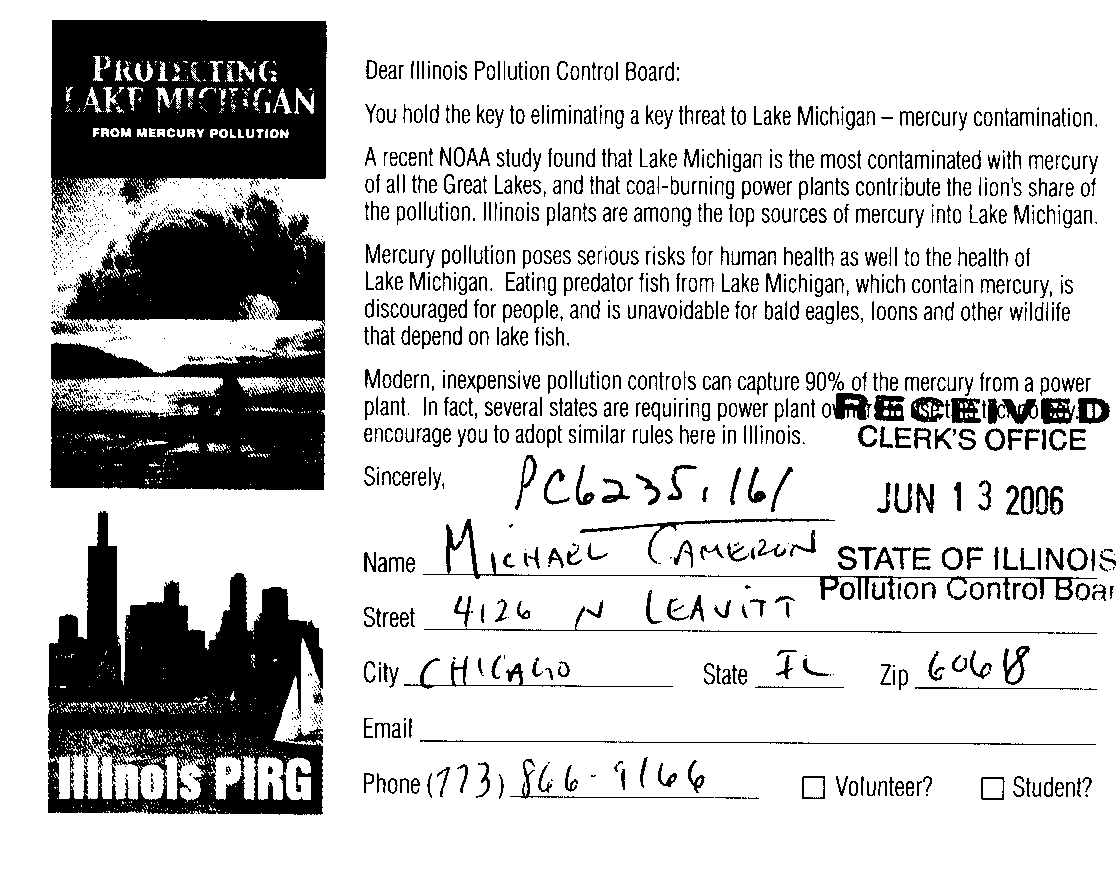 PROTECTING
LAKE MICHIGAN
FROM MERCURY POLLUTION
Illinois PIRG
Dear Illinois Pollution Control Board:
You hold the key to eliminating a key threat to Lake Michigan – mercury contamination.
A recent NOAA study found that Lake Michigan is the most contaminated with mercury
of all the Great Lakes, and that coal-burning power plants contribute the lion's share of
the pollution. Illinois plants are among the top sources of mercury into Lake Michigan.
Mercury pollution poses serious risks for human health as well to the health of
Lake Michigan. Eating predator fish from Lake Michigan, which contain mercury, is
discouraged for people, and is unavoidable for bald eagles, loons and other wildlife
that depend on lake fish.
Modern, inexpensive pollution controls can capture 90% of the mercury from a power
plant. In fact, several states are requiring power plant
encourage you to adopt similar rules here in Illinois.
RECEIVED
CLERK'S OFFICE
JUN 13 2006
STATE OF ILLINOIS
Pollution Control Boar
Sincerely,
PC6235.161
Name MICHAEL CAMERON
Street 4126 N LEAVITT
City CHICAGO State IL Zip 60618
Email
Phone (773) 866-9166 Volunteer? Student?